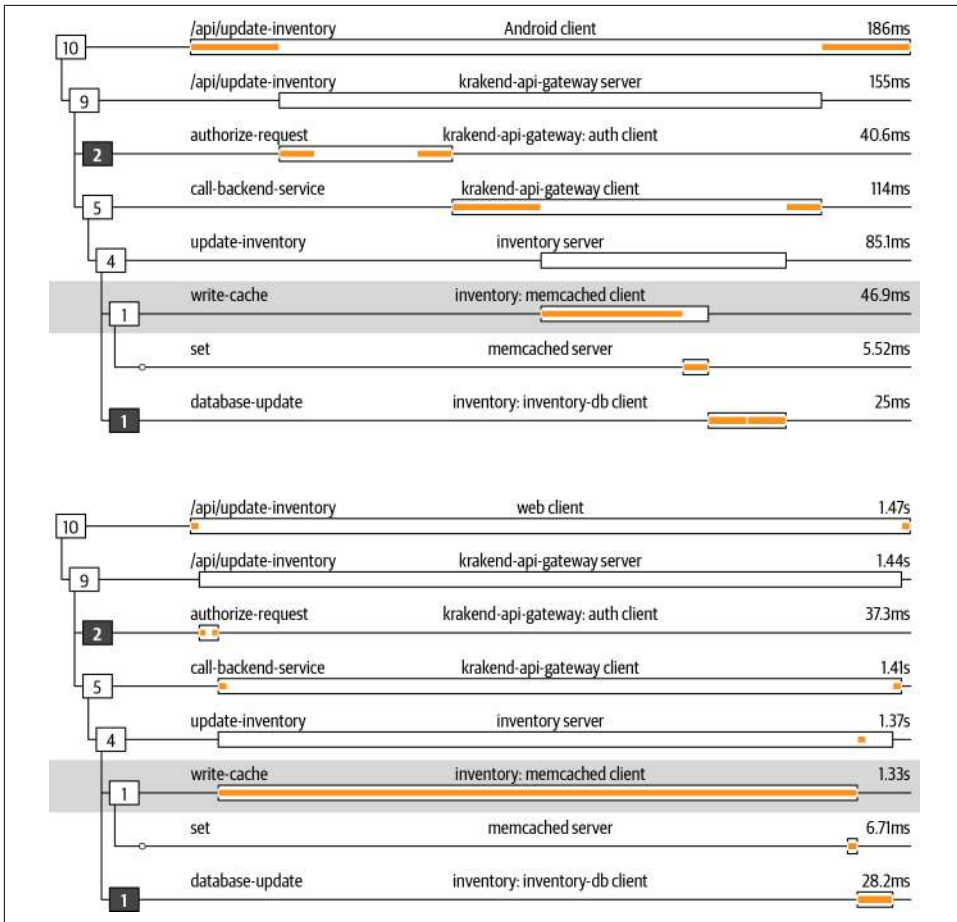 /api/update-inventory Android client 186ms
10
/api/update-inventory krakend-api-gateway server 155ms
9
authorize-request krakend-api-gateway: auth client 40.6ms
2
call-backend-service krakend-api-gateway client 114ms
5
update-inventory inventory server 85.1ms
4
write-cache inventory: memcached client 46.9ms
1
set memcached server 5.52ms
database-update inventory: inventory-db client 25ms
1
/api/update-inventory web client 1.47s
10
/api/update-inventory krakend-api-gateway server 1.44s
9
authorize-request krakend-api-gateway: auth client 37.3ms
2
call-backend-service krakend-api-gateway client 1.41s
5
update-inventory inventory server 1.37s
4
write-cache inventory: memcached client 1.33s
1
set memcached server 6.71ms
database-update inventory: inventory-db client 28.2ms
1